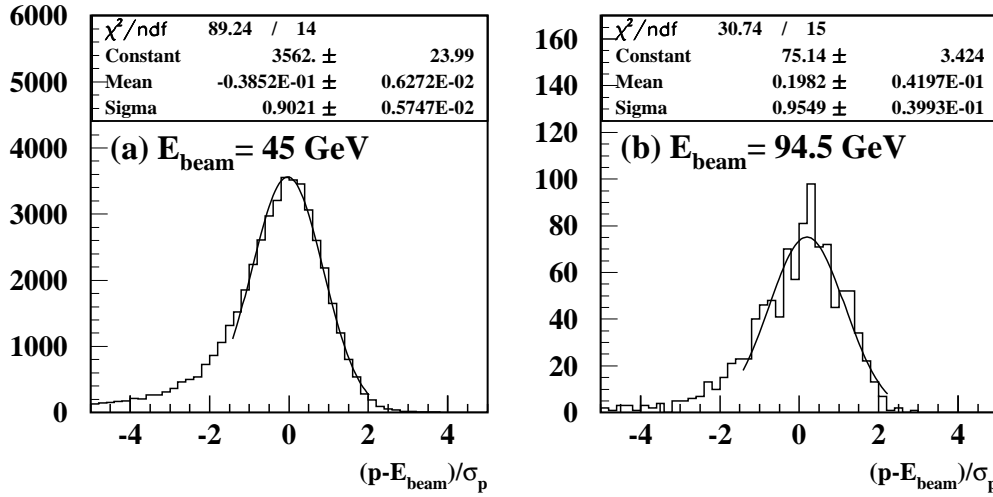 χ²/ndf 89.24 / 14
Constant 3562. ± 23.99
Mean -0.3852E-01 ± 0.6272E-02
Sigma 0.9021 ± 0.5747E-02
(a) E_beam = 45 GeV
6000
5000
4000
3000
2000
1000
0
-4 -2 0 2 4
(p-E_beam)/σ_p
χ²/ndf 30.74 / 15
Constant 75.14 ± 3.424
Mean 0.1982 ± 0.4197E-01
Sigma 0.9549 ± 0.3993E-01
(b) E_beam = 94.5 GeV
160
140
120
100
80
60
40
20
0
-4 -2 0 2 4
(p-E_beam)/σ_p